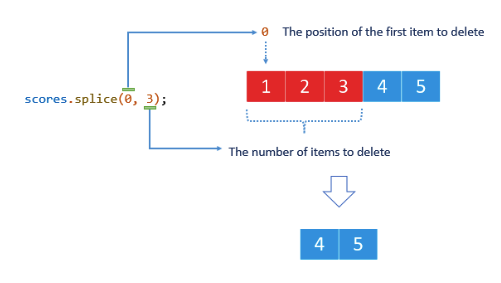 0 The position of the first item to delete
1 2 3 4 5
scores.splice(0, 3);
The number of items to delete
4 5